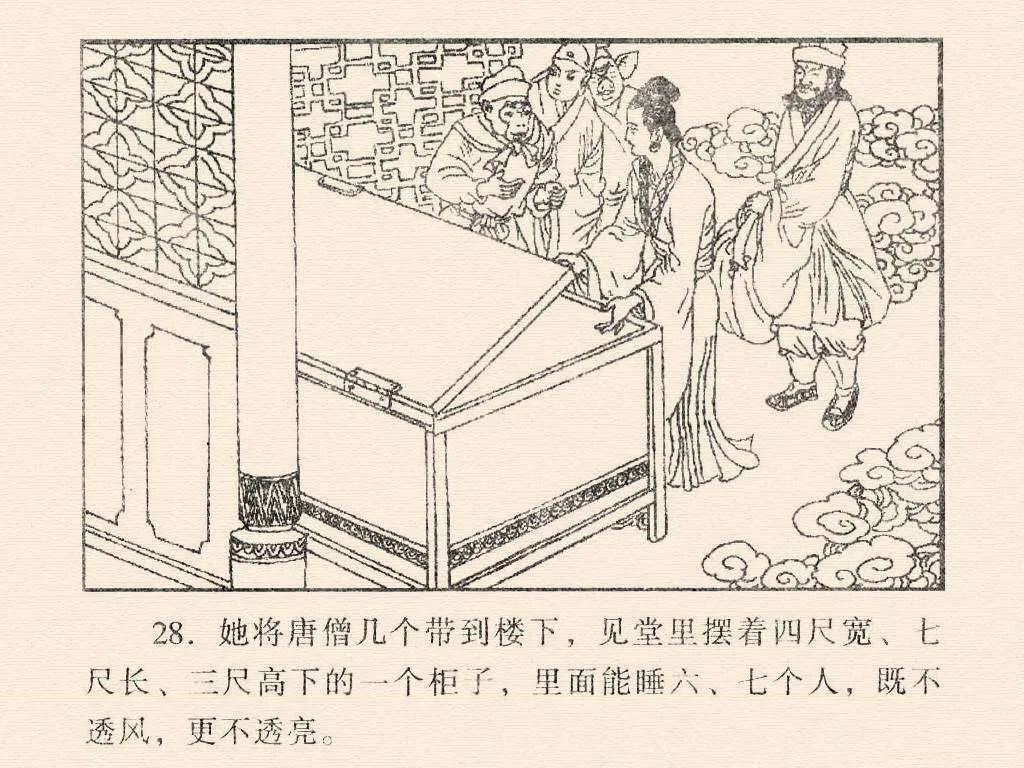 28. 她将唐僧几个带到楼下，见堂里摆着四尺宽、七
尺长、三尺高下的一个柜子，里面能睡六、七个人，既不
透风，更不透亮。